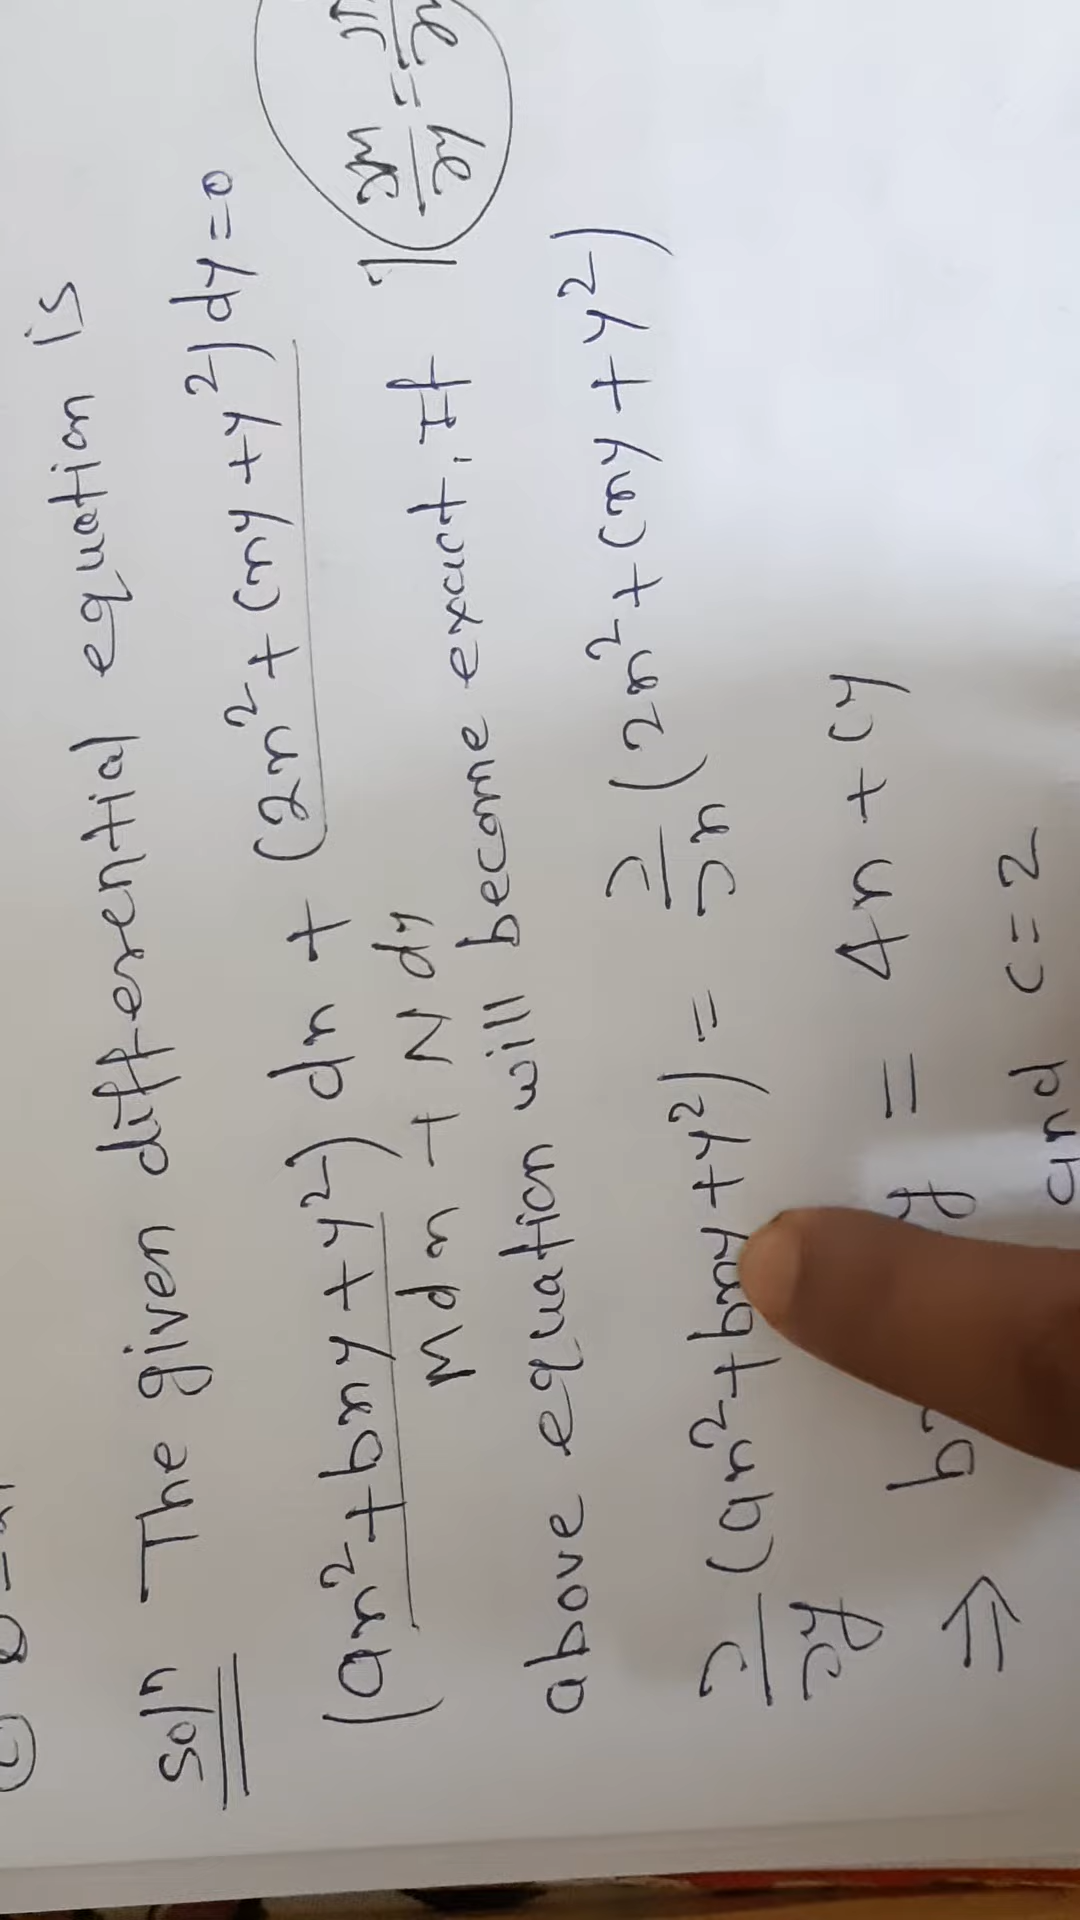 Soln The given differential equation is
(ax² + bxy + y²) dx + (2x² + cxy + y²) dy = 0
M dx + N dy
above equation will become exact. If ∂M/∂y =
∂/∂y (ax² + bxy + y²) = ∂/∂x (2x² + cxy + y²)
⇒ y = 4x + cy
and c = 2